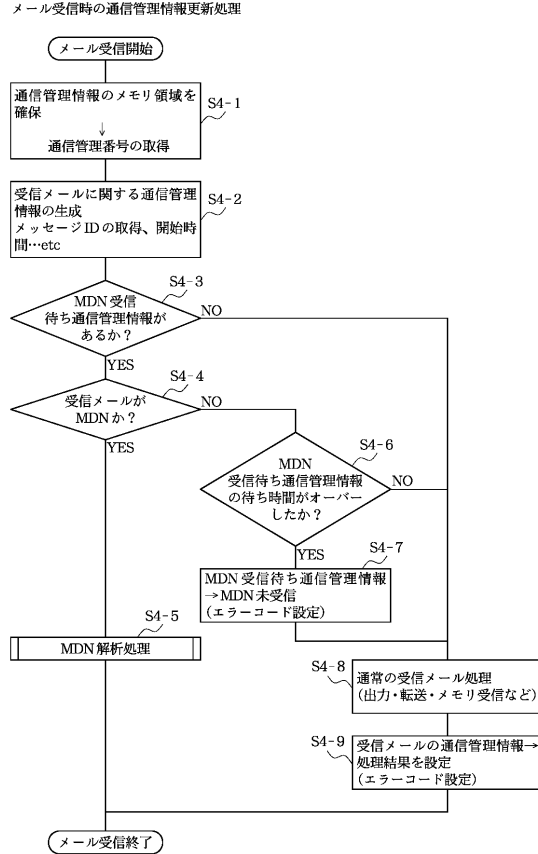 メール受信時の通信管理情報更新処理
メール受信開始
通信管理情報のメモリ領域を
確保
↓
通信管理番号の取得
S4-1
受信メールに関する通信管理
情報の生成
メッセージIDの取得、開始時
間…etc
S4-2
S4-3
MDN受信
待ち通信管理情報が
あるか？
NO
YES
S4-4
受信メールが
MDNか？
NO
YES
S4-6
MDN
受信待ち通信管理情報
の待ち時間がオーバー
したか？
NO
YES
S4-7
MDN受信待ち通信管理情報
→MDN未受信
(エラーコード設定)
S4-5
MDN解析処理
S4-8
通常の受信メール処理
(出力・転送・メモリ受信など)
S4-9
受信メールの通信管理情報→
処理結果を設定
(エラーコード設定)
メール受信終了